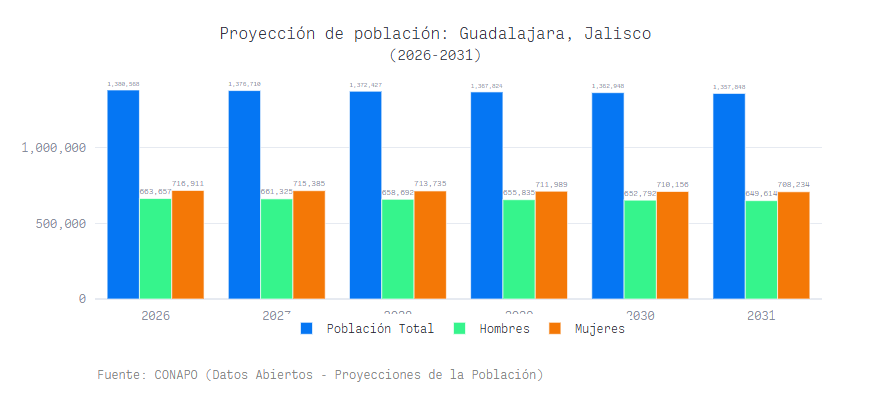 Proyección de población: Guadalajara, Jalisco
(2026-2031)
1,380,568 1,376,710 1,372,427 1,367,824 1,362,948 1,357,848
1,000,000
663,657 716,911 661,325 715,385 658,692 713,735 655,835 711,989 652,792 710,156 649,614 708,234
500,000
0
2026 2027 2030 2031
Población Total Hombres Mujeres
Fuente: CONAPO (Datos Abiertos - Proyecciones de la Población)